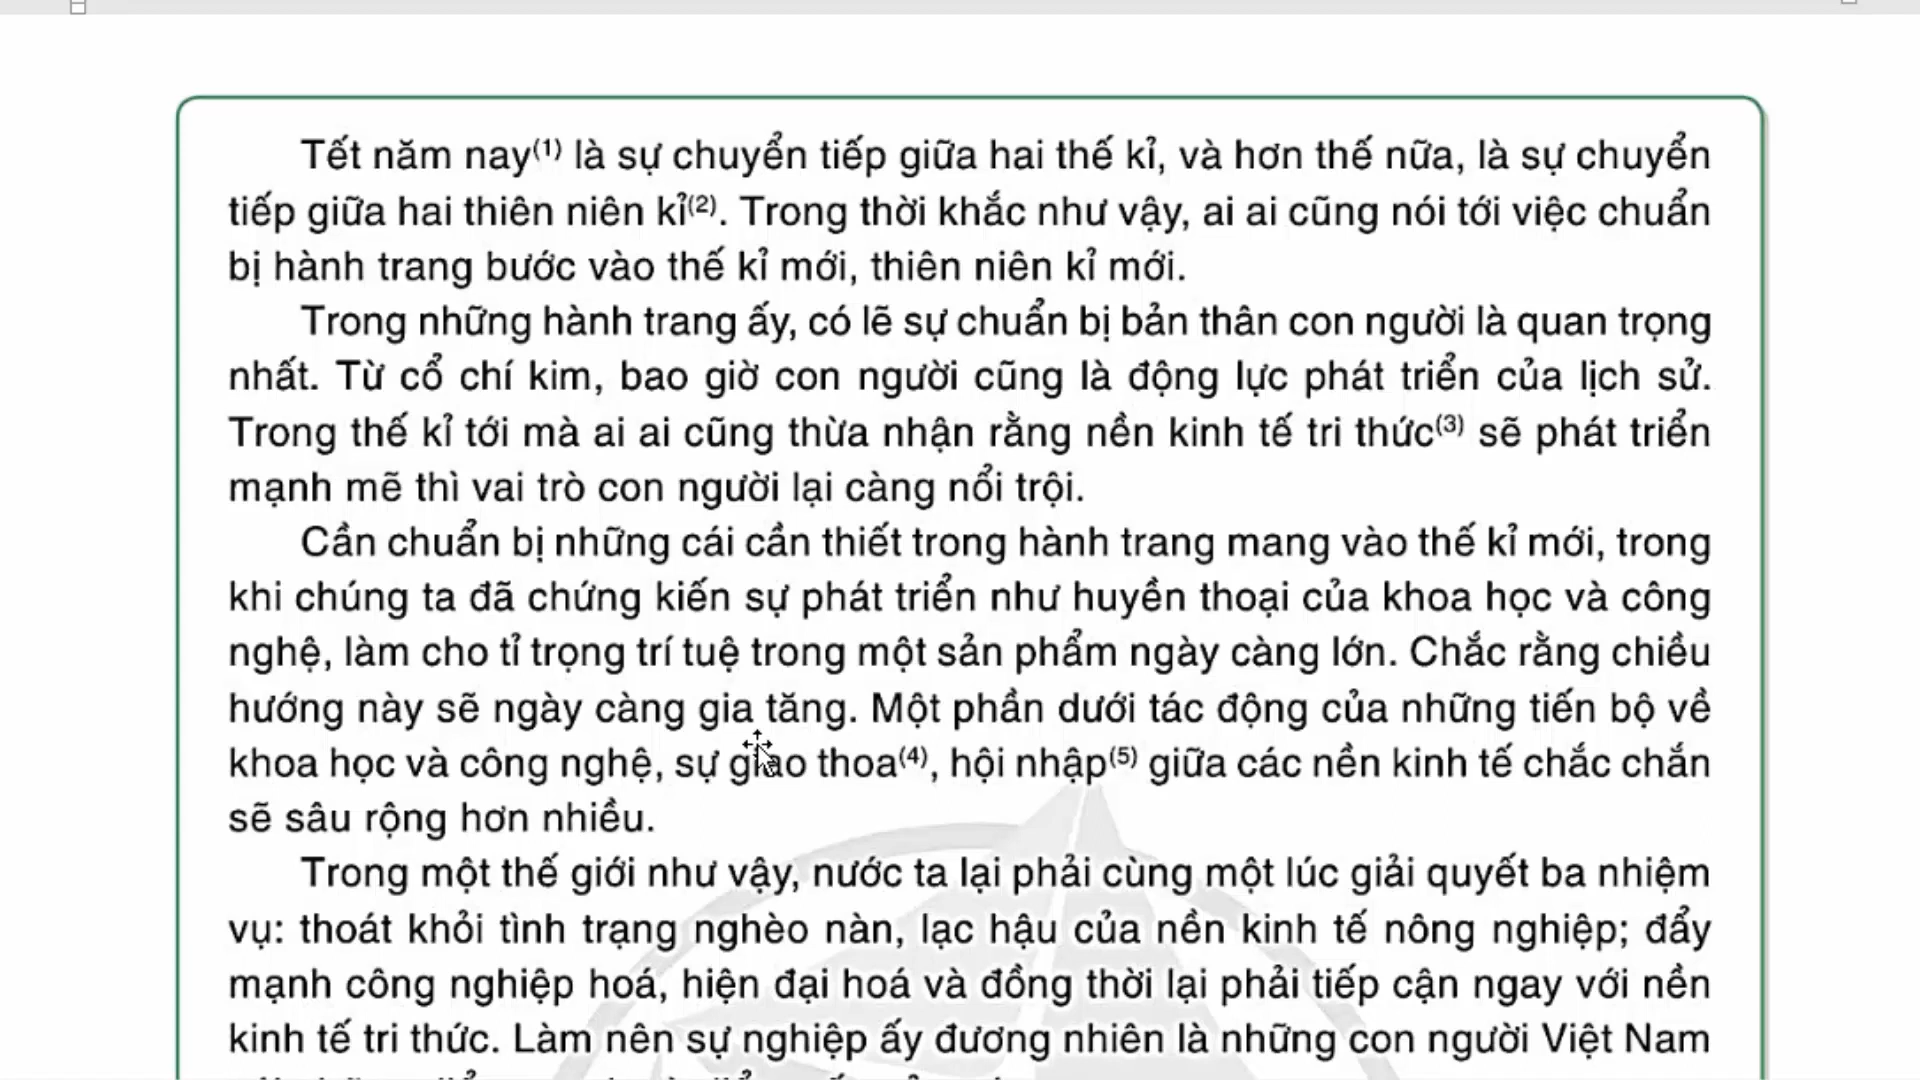 Tết năm nay(1) là sự chuyển tiếp giữa hai thế kỉ, và hơn thế nữa, là sự chuyển
tiếp giữa hai thiên niên kỉ(2). Trong thời khắc như vậy, ai ai cũng nói tới việc chuẩn
bị hành trang bước vào thế kỉ mới, thiên niên kỉ mới.
Trong những hành trang ấy, có lẽ sự chuẩn bị bản thân con người là quan trọng
nhất. Từ cổ chí kim, bao giờ con người cũng là động lực phát triển của lịch sử.
Trong thế kỉ tới mà ai ai cũng thừa nhận rằng nền kinh tế tri thức(3) sẽ phát triển
mạnh mẽ thì vai trò con người lại càng nổi trội.
Cần chuẩn bị những cái cần thiết trong hành trang mang vào thế kỉ mới, trong
khi chúng ta đã chứng kiến sự phát triển như huyền thoại của khoa học và công
nghệ, làm cho tỉ trọng trí tuệ trong một sản phẩm ngày càng lớn. Chắc rằng chiều
hướng này sẽ ngày càng gia tăng. Một phần dưới tác động của những tiến bộ về
khoa học và công nghệ, sự giao thoa(4), hội nhập(5) giữa các nền kinh tế chắc chắn
sẽ sâu rộng hơn nhiều.
Trong một thế giới như vậy, nước ta lại phải cùng một lúc giải quyết ba nhiệm
vụ: thoát khỏi tình trạng nghèo nàn, lạc hậu của nền kinh tế nông nghiệp; đẩy
mạnh công nghiệp hoá, hiện đại hoá và đồng thời lại phải tiếp cận ngay với nền
kinh tế tri thức. Làm nên sự nghiệp ấy đương nhiên là những con người Việt Nam